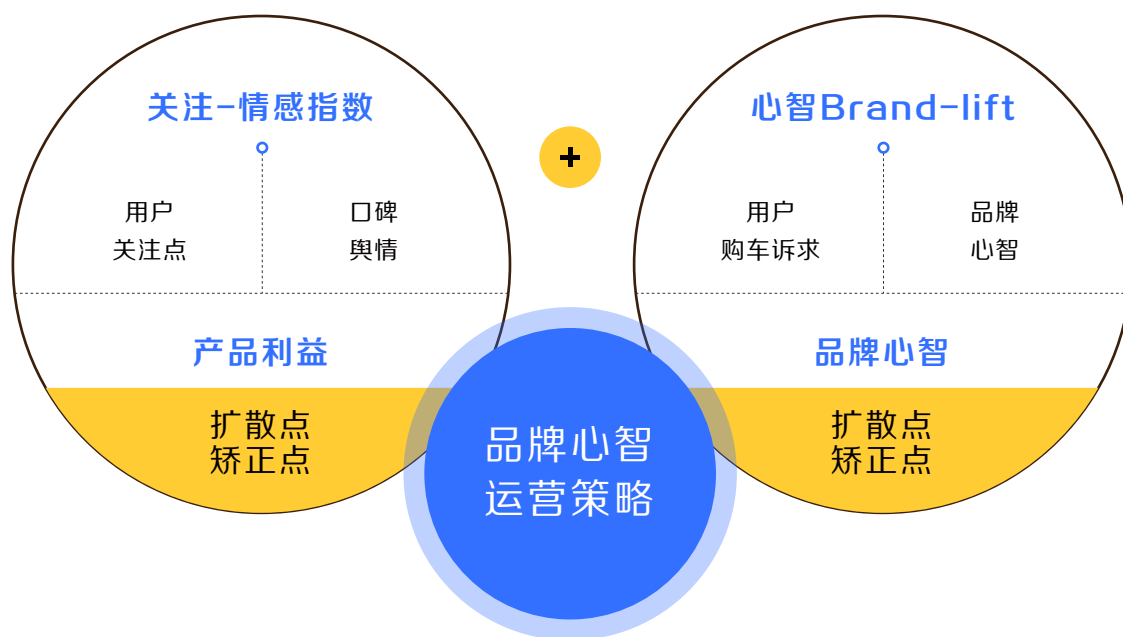 关注-情感指数
用户
关注点
口碑
舆情
产品利益
扩散点
矫正点
+
心智Brand-lift
用户
购车诉求
品牌
心智
品牌心智
扩散点
矫正点
品牌心智
运营策略